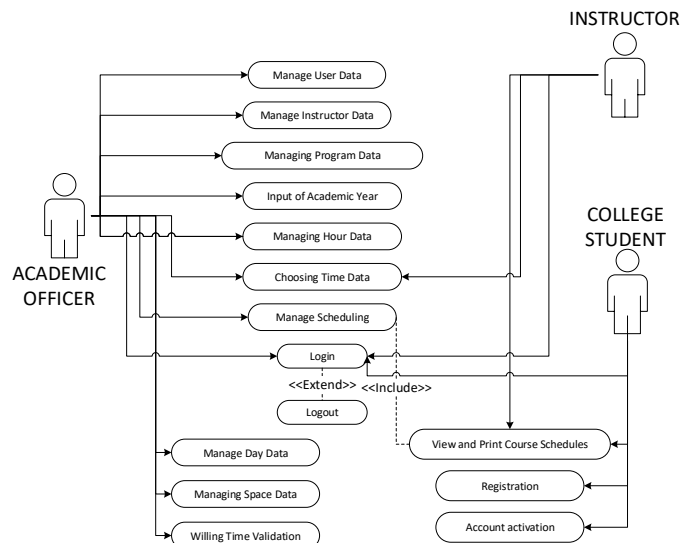 INSTRUCTOR
Manage User Data
Manage Instructor Data
Managing Program Data
Input of Academic Year
Managing Hour Data
ACADEMIC
OFFICER
COLLEGE
STUDENT
Choosing Time Data
Manage Scheduling
Login
<<Extend>>
<<Include>>
Logout
View and Print Course Schedules
Manage Day Data
Registration
Managing Space Data
Account activation
Willing Time Validation